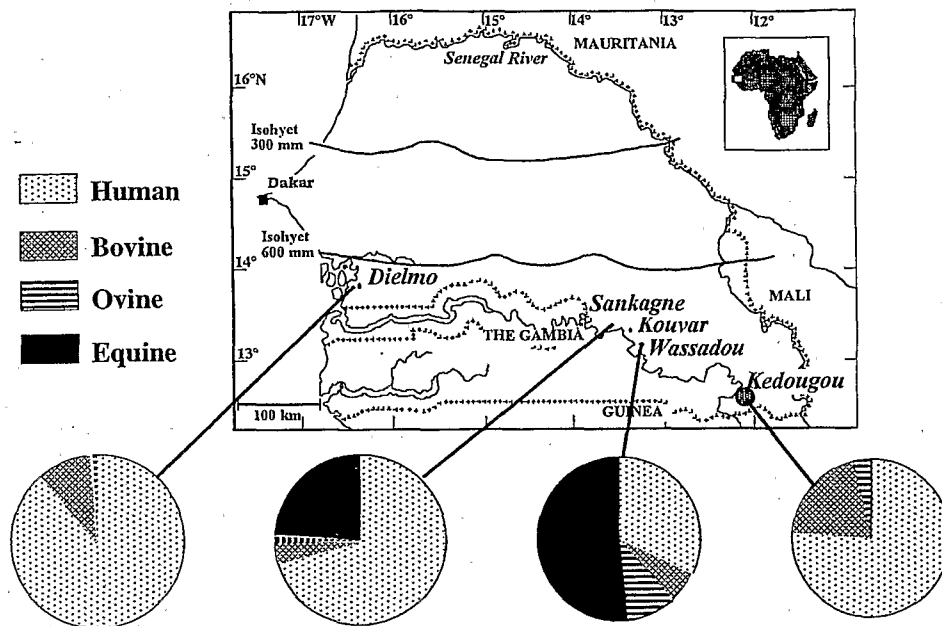 17°W 16° 15° 14° 13° 12°
MAURITANIA
Senegal River
16°N
Isohyet
300 mm
15°
Dakar
Human
Isohyet
600 mm
Bovine
14°
Dielmo
MALI
Ovine
Sankagne
Kouvar
THE GAMBIA
Wassadou
Equine
13°
Kedougou
100 km
GUINEA